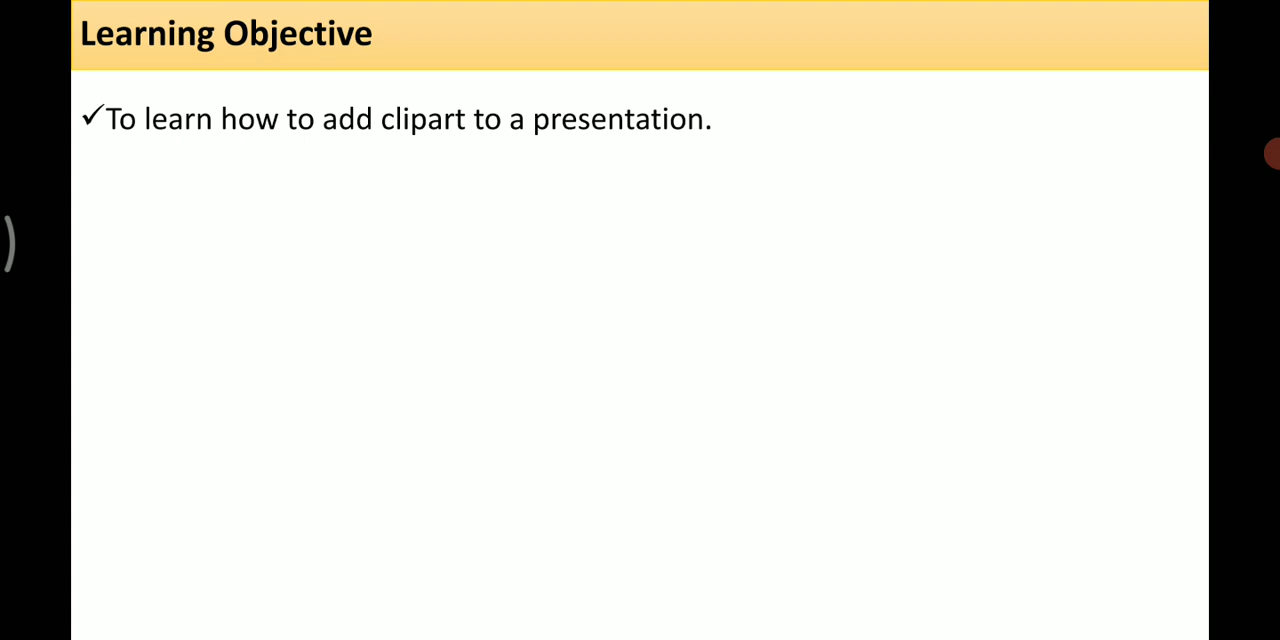 Learning Objective
✓To learn how to add clipart to a presentation.